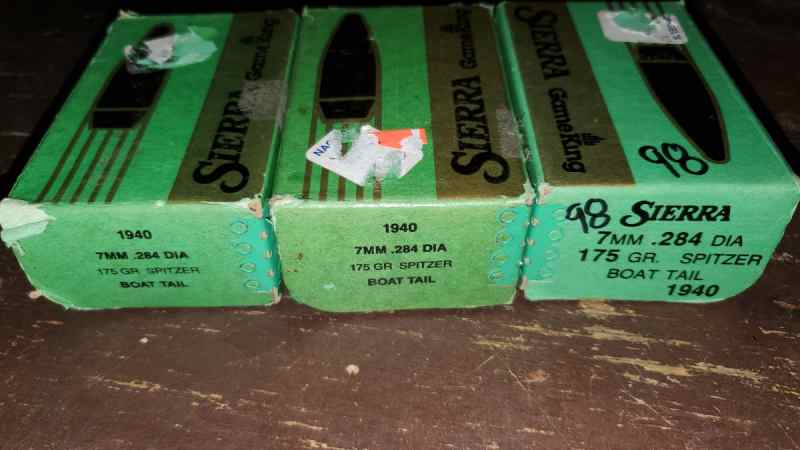 SIERRA GameKing
1940
7MM .284 DIA
175 GR. SPITZER
BOAT TAIL
SIERRA GameKing
NAG
1940
7MM .284 DIA
175 GR. SPITZER
BOAT TAIL
SIERRA GameKing
98
98 SIERRA
7MM .284 DIA
175 GR. SPITZER
BOAT TAIL
1940